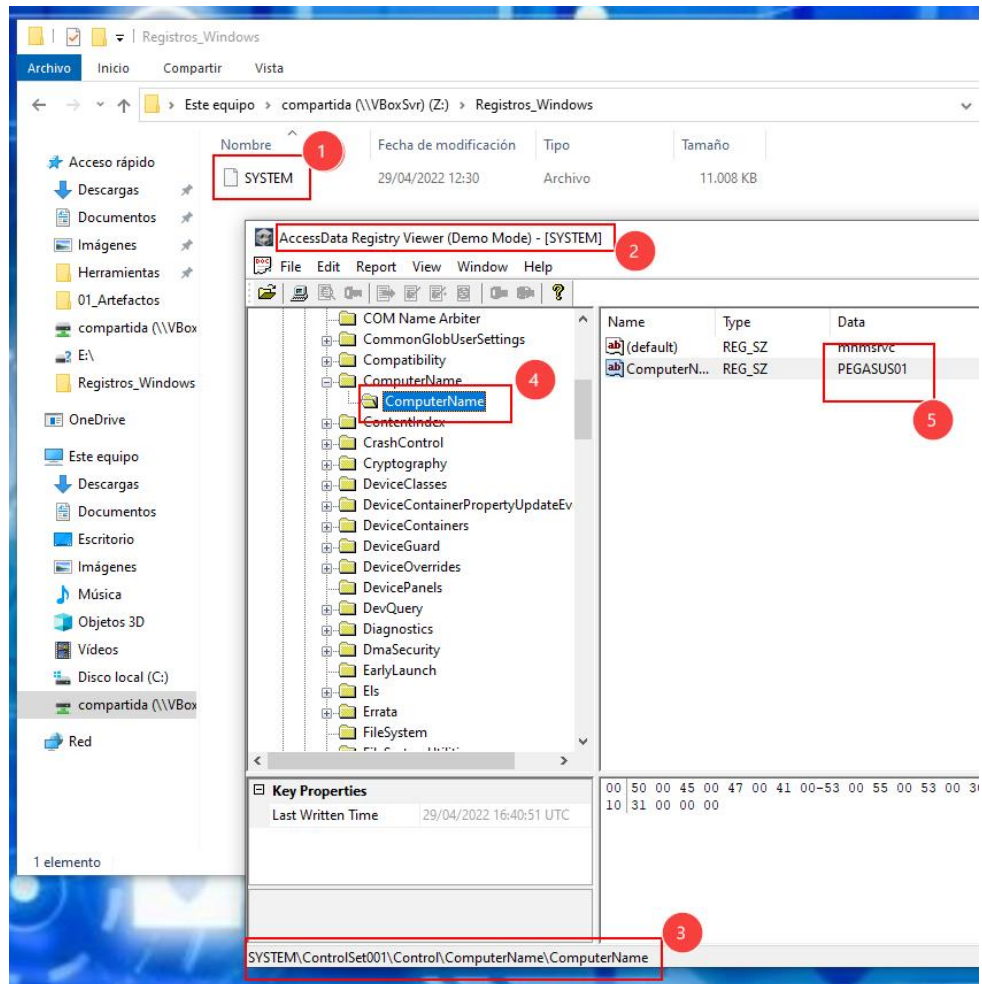 Registros_Windows
Archivo Inicio Compartir Vista
Este equipo > compartida (\\VBoxSvr) (Z:) > Registros_Windows
Nombre Fecha de modificación Tipo Tamaño
1
SYSTEM 29/04/2022 12:30 Archivo 11.008 KB
Acceso rápido
Descargas
Documentos
Imágenes
Herramientas
01_Artefactos
compartida (\\VBox
E:\
Registros_Windows
OneDrive
Este equipo
Descargas
Documentos
Escritorio
Imágenes
Música
Objetos 3D
Vídeos
Disco local (C:)
compartida (\\VBox
Red
1 elemento
AccessData Registry Viewer (Demo Mode) - [SYSTEM]
2
File Edit Report View Window Help
COM Name Arbiter
CommonGlobUserSettings
Compatibility
ComputerName
4
ComputerName
ContentIndex
CrashControl
Cryptography
DeviceClasses
DeviceContainerPropertyUpdateEv
DeviceContainers
DeviceGuard
DeviceOverrides
DevicePanels
DevQuery
Diagnostics
DmaSecurity
EarlyLaunch
Els
Errata
FileSystem
Name Type Data
(default) REG_SZ mnmsrvc
ComputerN... REG_SZ PEGASUS01
5
Key Properties
Last Written Time 29/04/2022 16:40:51 UTC
00 50 00 45 00 47 00 41 00-53 00 55 00 53 00
10 31 00 00 00
3
SYSTEM\ControlSet001\Control\ComputerName\ComputerName